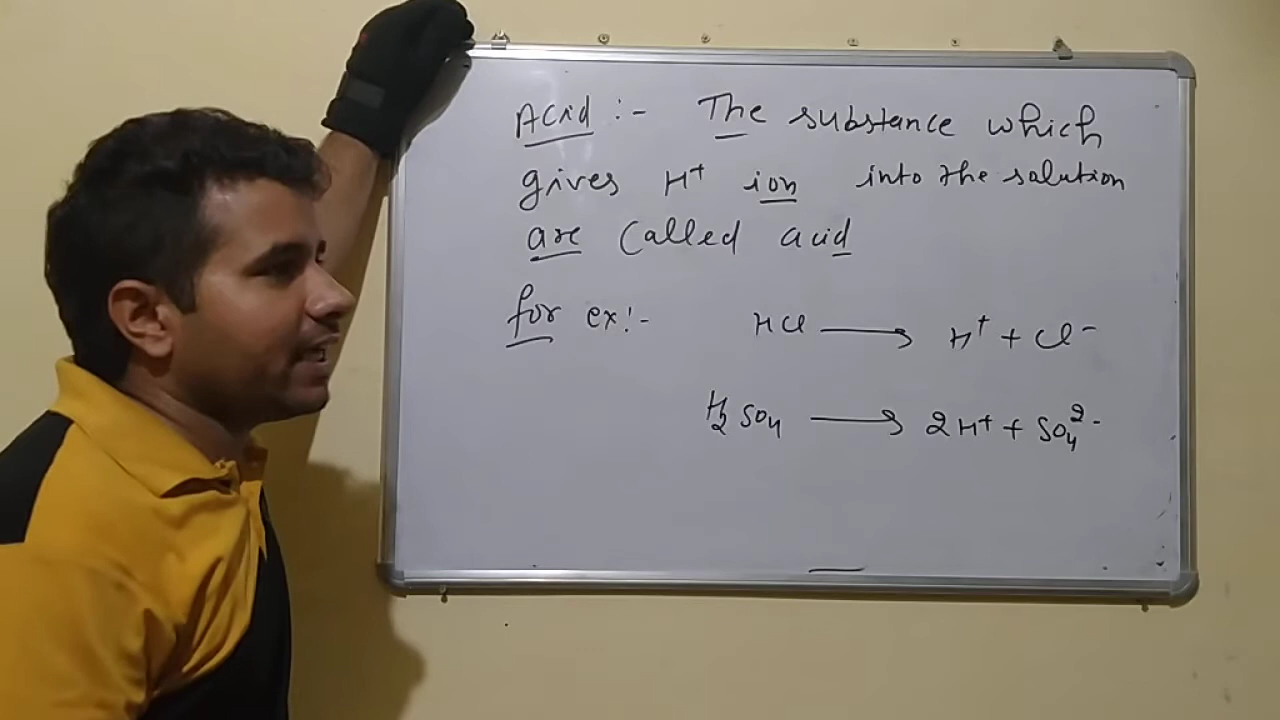 Acid :- The substance which
gives H⁺ ion into the solution
are called acid
for ex:- HCl ⟶ H⁺ + Cl⁻
H₂SO₄ ⟶ 2H⁺ + SO₄²⁻